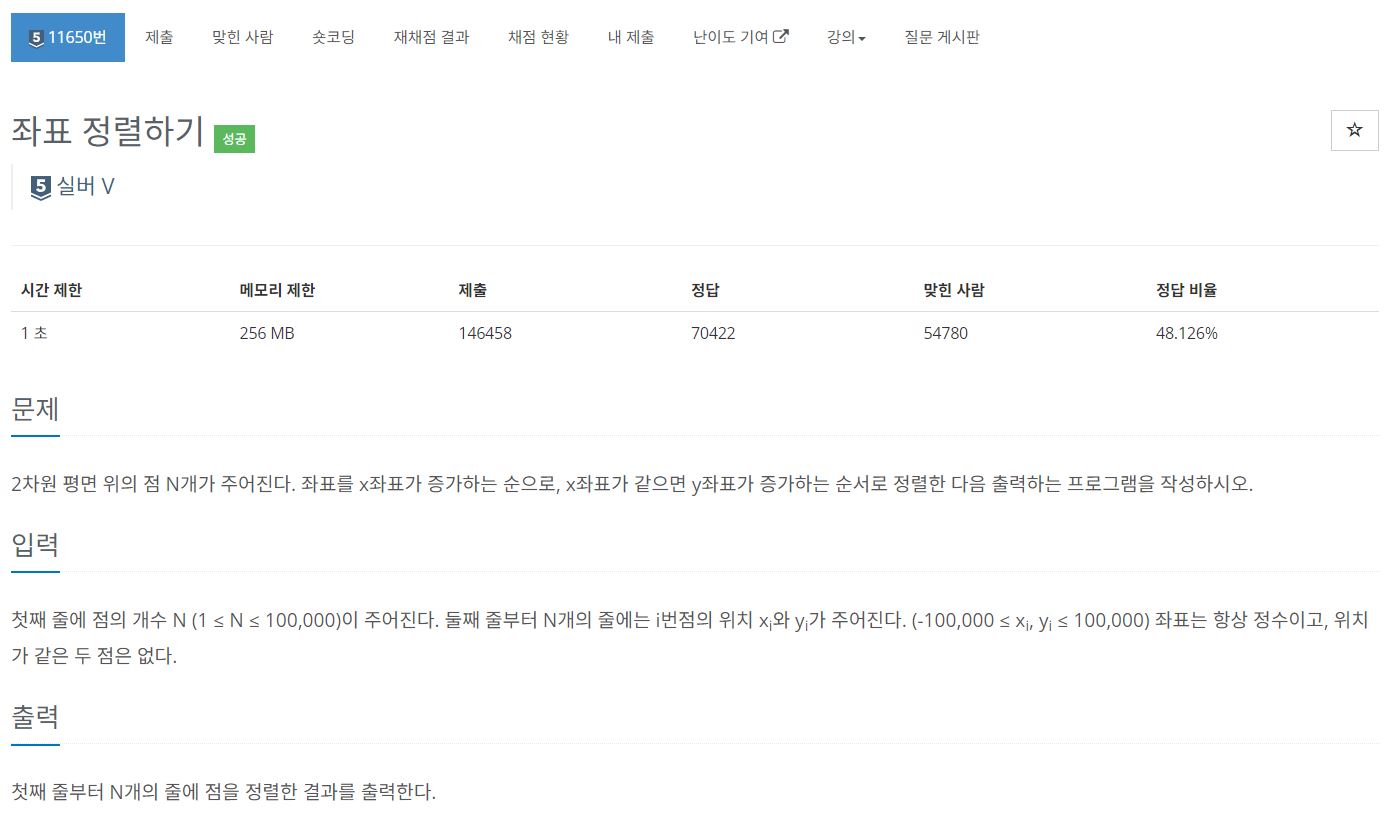 5 11650번 제출 맞힌 사람 숏코딩 재채점 결과 채점 현황 내 제출 난이도 기여 강의 질문 게시판
좌표 정렬하기 성공
5 실버 V
시간 제한 메모리 제한 제출 정답 맞힌 사람 정답 비율
1 초 256 MB 146458 70422 54780 48.126%
문제
2차원 평면 위의 점 N개가 주어진다. 좌표를 x좌표가 증가하는 순으로, x좌표가 같으면 y좌표가 증가하는 순서로 정렬한 다음 출력하는 프로그램을 작성하시오.
입력
첫째 줄에 점의 개수 N (1 ≤ N ≤ 100,000)이 주어진다. 둘째 줄부터 N개의 줄에는 i번점의 위치 xi와 yi가 주어진다. (-100,000 ≤ xi, yi ≤ 100,000) 좌표는 항상 정수이고, 위치
가 같은 두 점은 없다.
출력
첫째 줄부터 N개의 줄에 점을 정렬한 결과를 출력한다.